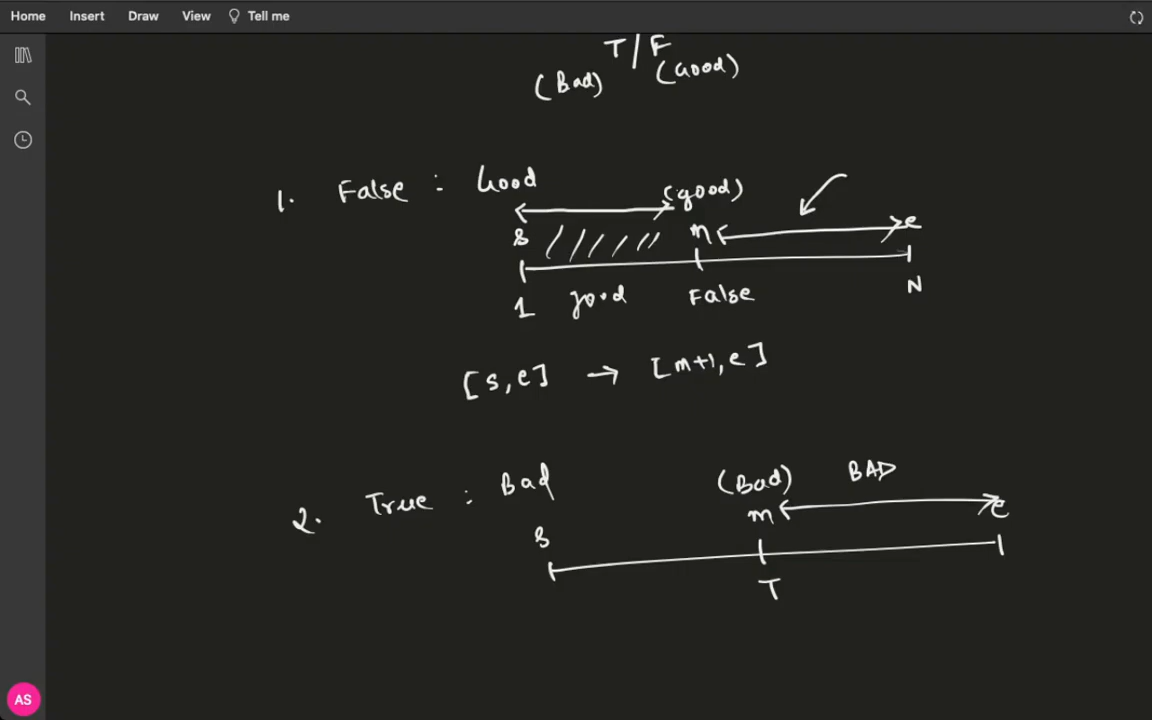 Home Insert Draw View Tell me
T/F
(Bad) (Good)
1. False : Good
(good)
s m e
1 good False N
[s,e] → [m+1, e]
2. True : Bad
(Bad) BAD
s m e
T
AS